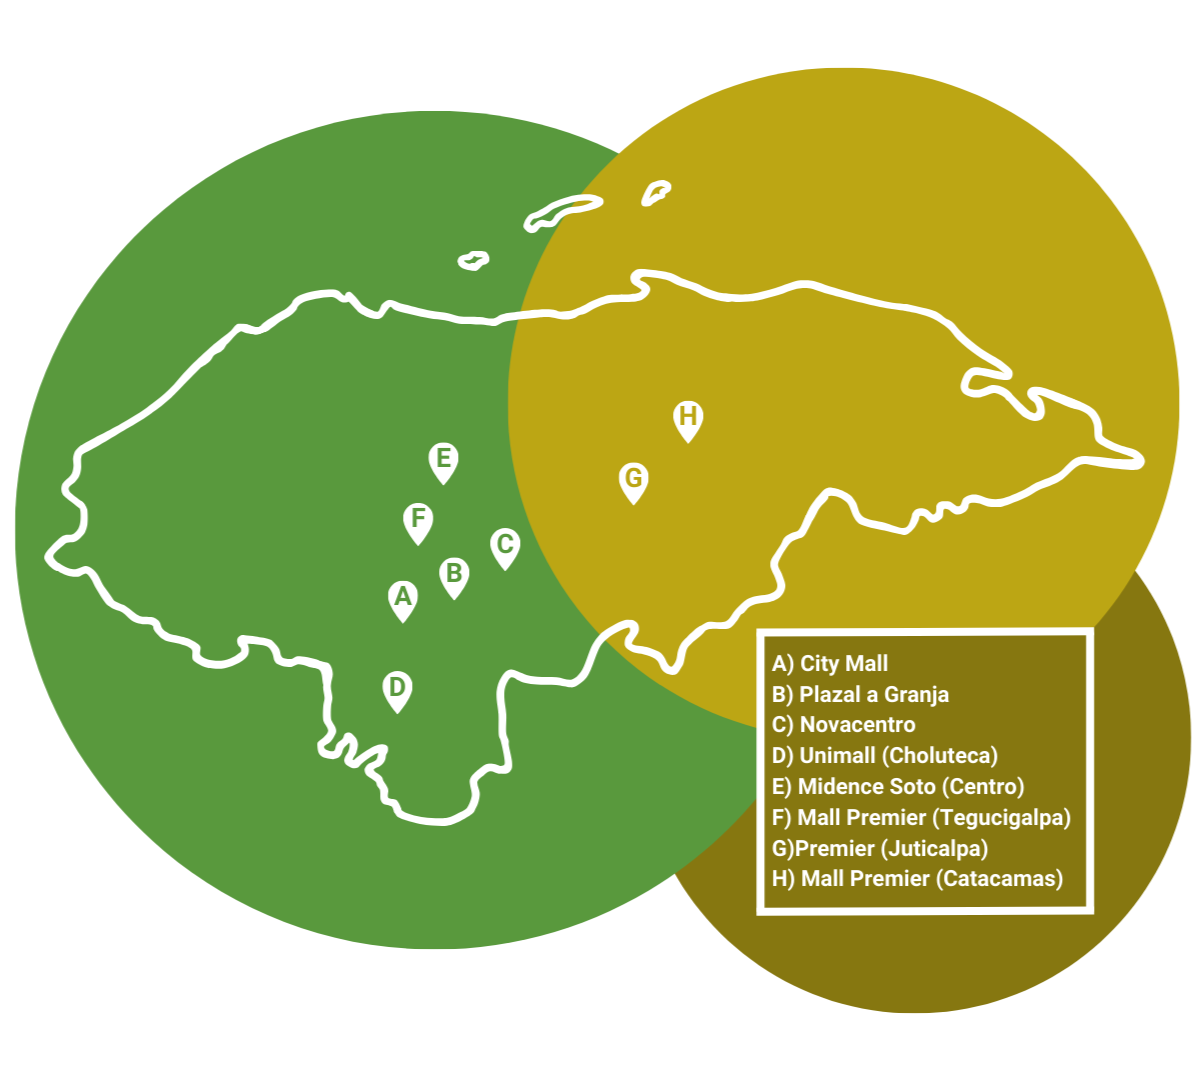 H
E
G
F
C
B
A
D
A) City Mall
B) Plazal a Granja
C) Novacentro
D) Unimall (Choluteca)
E) Midence Soto (Centro)
F) Mall Premier (Tegucigalpa)
G)Premier (Juticalpa)
H) Mall Premier (Catacamas)